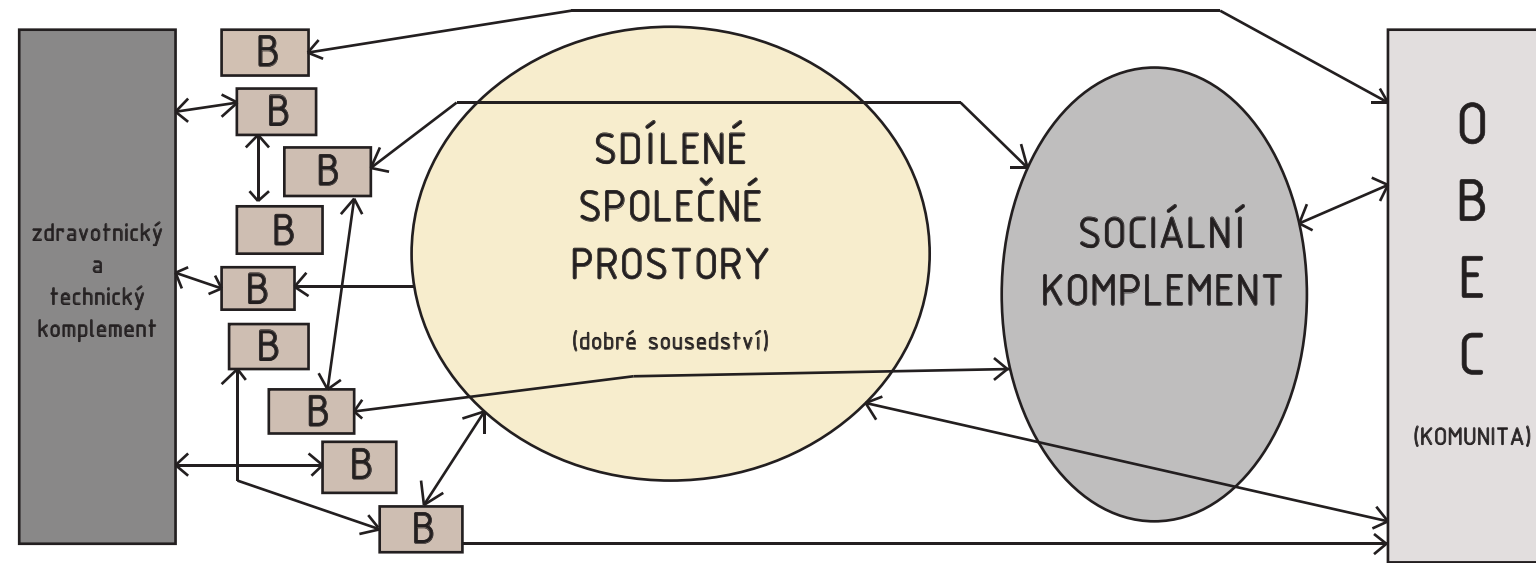 zdravotnický
a
technický
komplement
B
B
B
B
B
B
B
B
B
SDÍLENÉ
SPOLEČNÉ
PROSTORY
(dobré sousedství)
SOCIÁLNÍ
KOMPLEMENT
O
B
E
C
(KOMUNITA)